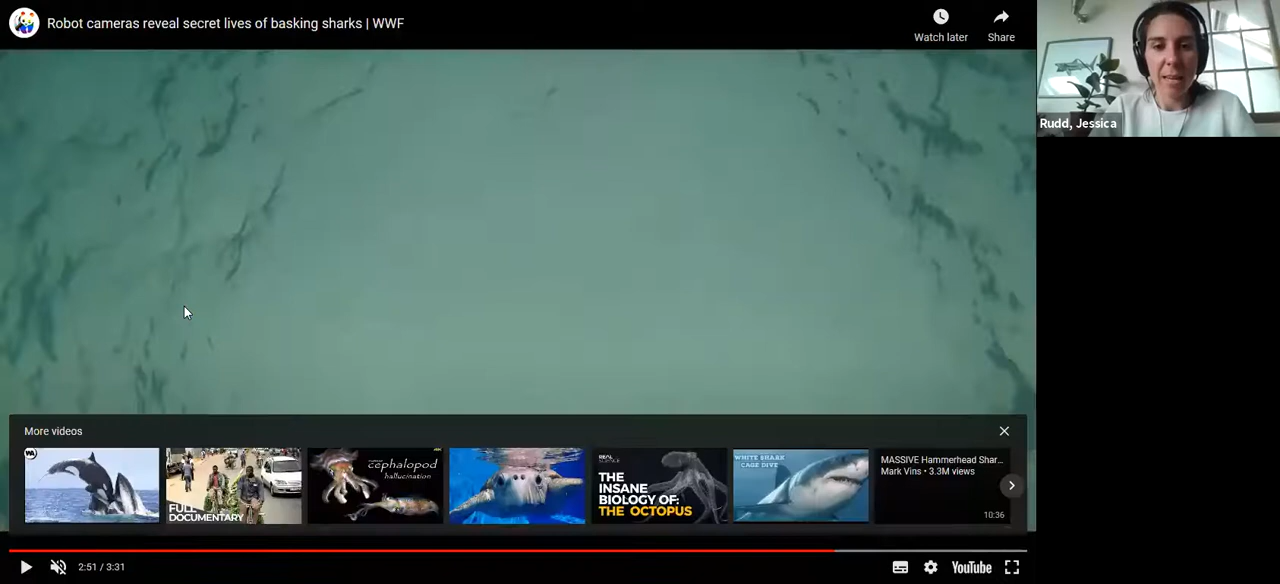 Robot cameras reveal secret lives of basking sharks | WWF
Watch later
Share
Rudd, Jessica
More videos
FULL
DOCUMENTARY
cephalopod
hallucination
REAL
SCIENCE
THE
INSANE
BIOLOGY OF:
THE OCTOPUS
WHITE SHARK
CAGE DIVE
MASSIVE Hammerhead Shar...
Mark Vins • 3.3M views
10:36
2:51 / 3:31
YouTube